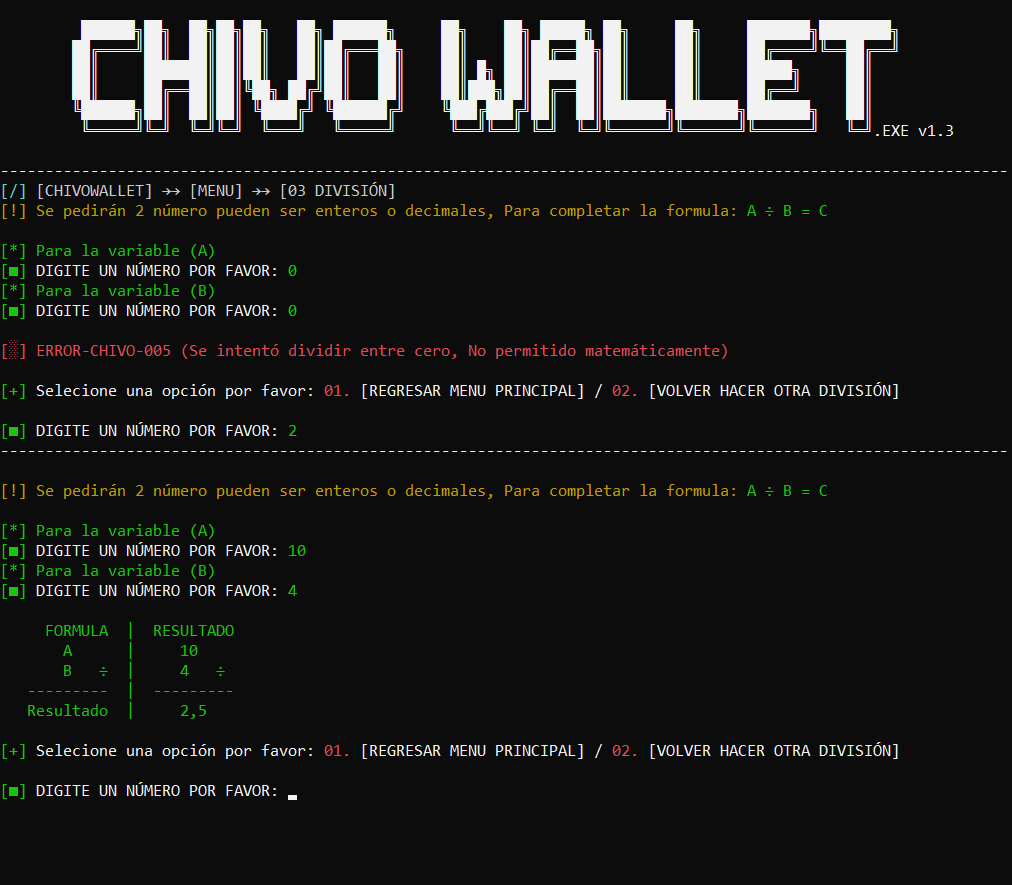 CHIVO WALLET.EXE v1.3
----------------------------------------------------------------------------------------------------------------
[/] [CHIVOWALLET] →→ [MENU] →→ [03 DIVISIÓN]
[!] Se pedirán 2 número pueden ser enteros o decimales, Para completar la formula: A ÷ B = C
[*] Para la variable (A)
[■] DIGITE UN NÚMERO POR FAVOR: 0
[*] Para la variable (B)
[■] DIGITE UN NÚMERO POR FAVOR: 0
[▒] ERROR-CHIVO-005 (Se intentó dividir entre cero, No permitido matemáticamente)
[+] Selecione una opción por favor: 01. [REGRESAR MENU PRINCIPAL] / 02. [VOLVER HACER OTRA DIVISIÓN]
[■] DIGITE UN NÚMERO POR FAVOR: 2
----------------------------------------------------------------------------------------------------------------
[!] Se pedirán 2 número pueden ser enteros o decimales, Para completar la formula: A ÷ B = C
[*] Para la variable (A)
[■] DIGITE UN NÚMERO POR FAVOR: 10
[*] Para la variable (B)
[■] DIGITE UN NÚMERO POR FAVOR: 4
FORMULA | RESULTADO
A | 10
B ÷ | 4 ÷
--------- | ---------
Resultado | 2,5
[+] Selecione una opción por favor: 01. [REGRESAR MENU PRINCIPAL] / 02. [VOLVER HACER OTRA DIVISIÓN]
[■] DIGITE UN NÚMERO POR FAVOR: _